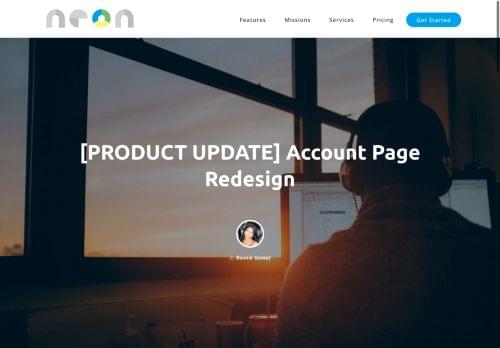 neon
Features
Missions
Services
Pricing
Get Started
[PRODUCT UPDATE] Account Page
Redesign
By Ronnie Gomez